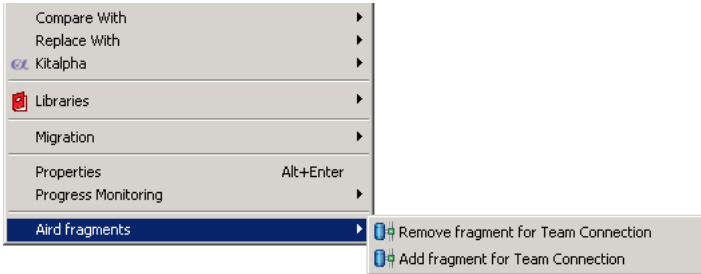 Compare With
Replace With
Kitalpha
Libraries
Migration
Properties Alt+Enter
Progress Monitoring
Aird fragments
Remove fragment for Team Connection
Add fragment for Team Connection